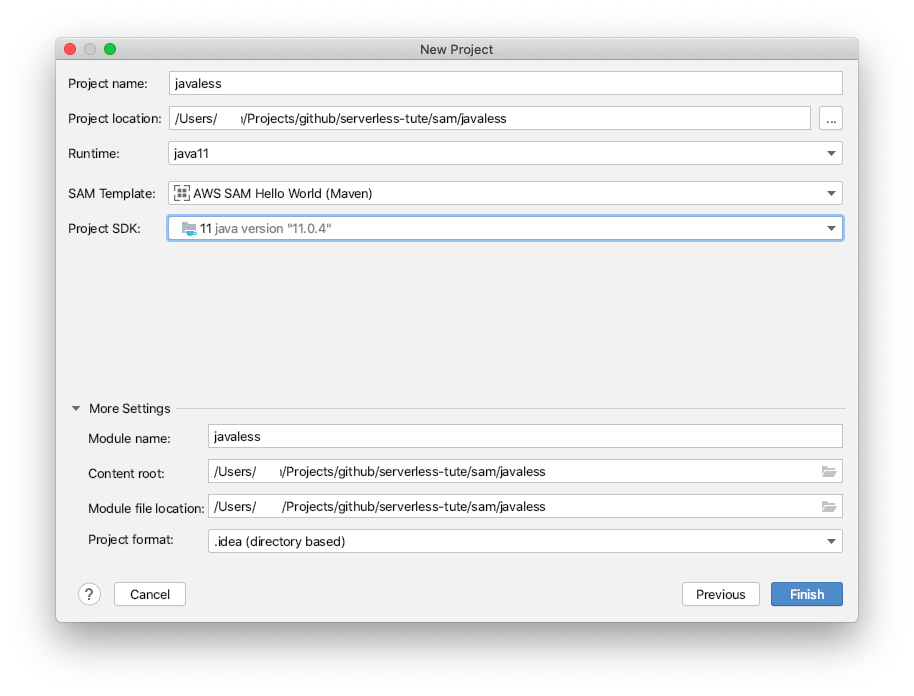 New Project
Project name: javaless
Project location: /Users/ /Projects/github/serverless-tute/sam/javaless ...
Runtime: java11
SAM Template: AWS SAM Hello World (Maven)
Project SDK: 11 java version "11.0.4"
More Settings
Module name: javaless
Content root: /Users/ /Projects/github/serverless-tute/sam/javaless
Module file location: /Users/ /Projects/github/serverless-tute/sam/javaless
Project format: .idea (directory based)
? Cancel Previous Finish